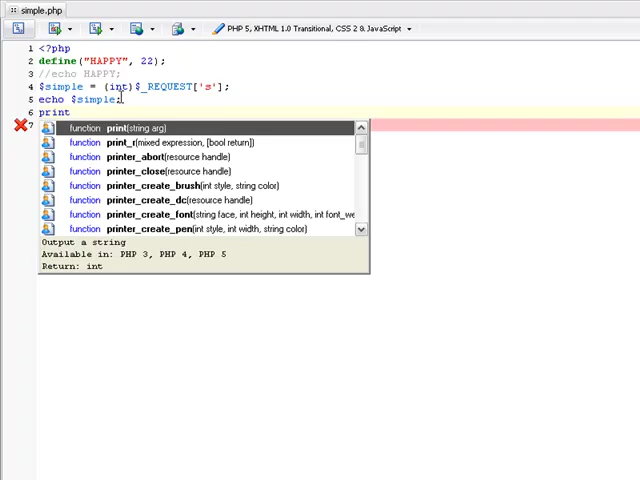 simple.php
PHP 5, XHTML 1.0 Transitional, CSS 2 & JavaScript
1 <?php
2 define("HAPPY", 22);
3 //echo HAPPY;
4 $simple = (int)$_REQUEST['s'];
5 echo $simple;
6 print
7
function print(string arg)
function print_r(mixed expression, [bool return])
function printer_abort(resource handle)
function printer_close(resource handle)
function printer_create_brush(int style, string color)
function printer_create_dc(resource handle)
function printer_create_font(string face, int height, int width, int font_we
function printer_create_pen(int style, int width, string color)
Output a string
Available in: PHP 3, PHP 4, PHP 5
Return: int